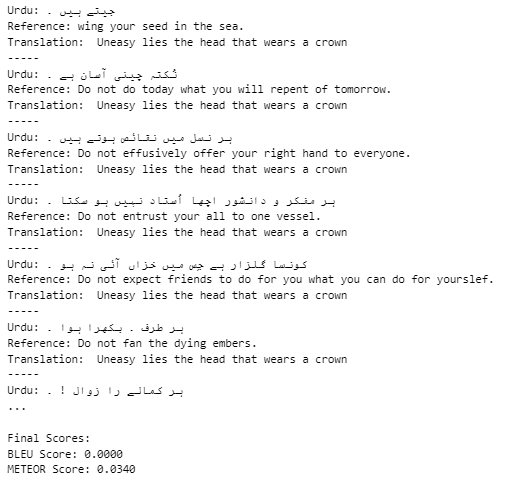 Urdu: جیتے ہیں ۔
Reference: wing your seed in the sea.
Translation:  Uneasy lies the head that wears a crown
-----
Urdu: نُکتہ چینی آسان ہے ۔
Reference: Do not do today what you will repent of tomorrow.
Translation:  Uneasy lies the head that wears a crown
-----
Urdu: ہر نسل میں نقائص ہوتے ہیں ۔
Reference: Do not effusively offer your right hand to everyone.
Translation:  Uneasy lies the head that wears a crown
-----
Urdu: ہر مفکر و دانشور اچھا اُستاد نہیں ہو سکتا ۔
Reference: Do not entrust your all to one vessel.
Translation:  Uneasy lies the head that wears a crown
-----
Urdu: کونسا گلزار ہے جِس میں خزاں آئی نہ ہو ۔
Reference: Do not expect friends to do for you what you can do for yourslef.
Translation:  Uneasy lies the head that wears a crown
-----
Urdu: ہر طرف ۔ بکھرا ہوا ۔
Reference: Do not fan the dying embers.
Translation:  Uneasy lies the head that wears a crown
-----
Urdu: ہر کمالے را زوال ! ۔
...
Final Scores:
BLEU Score: 0.0000
METEOR Score: 0.0340